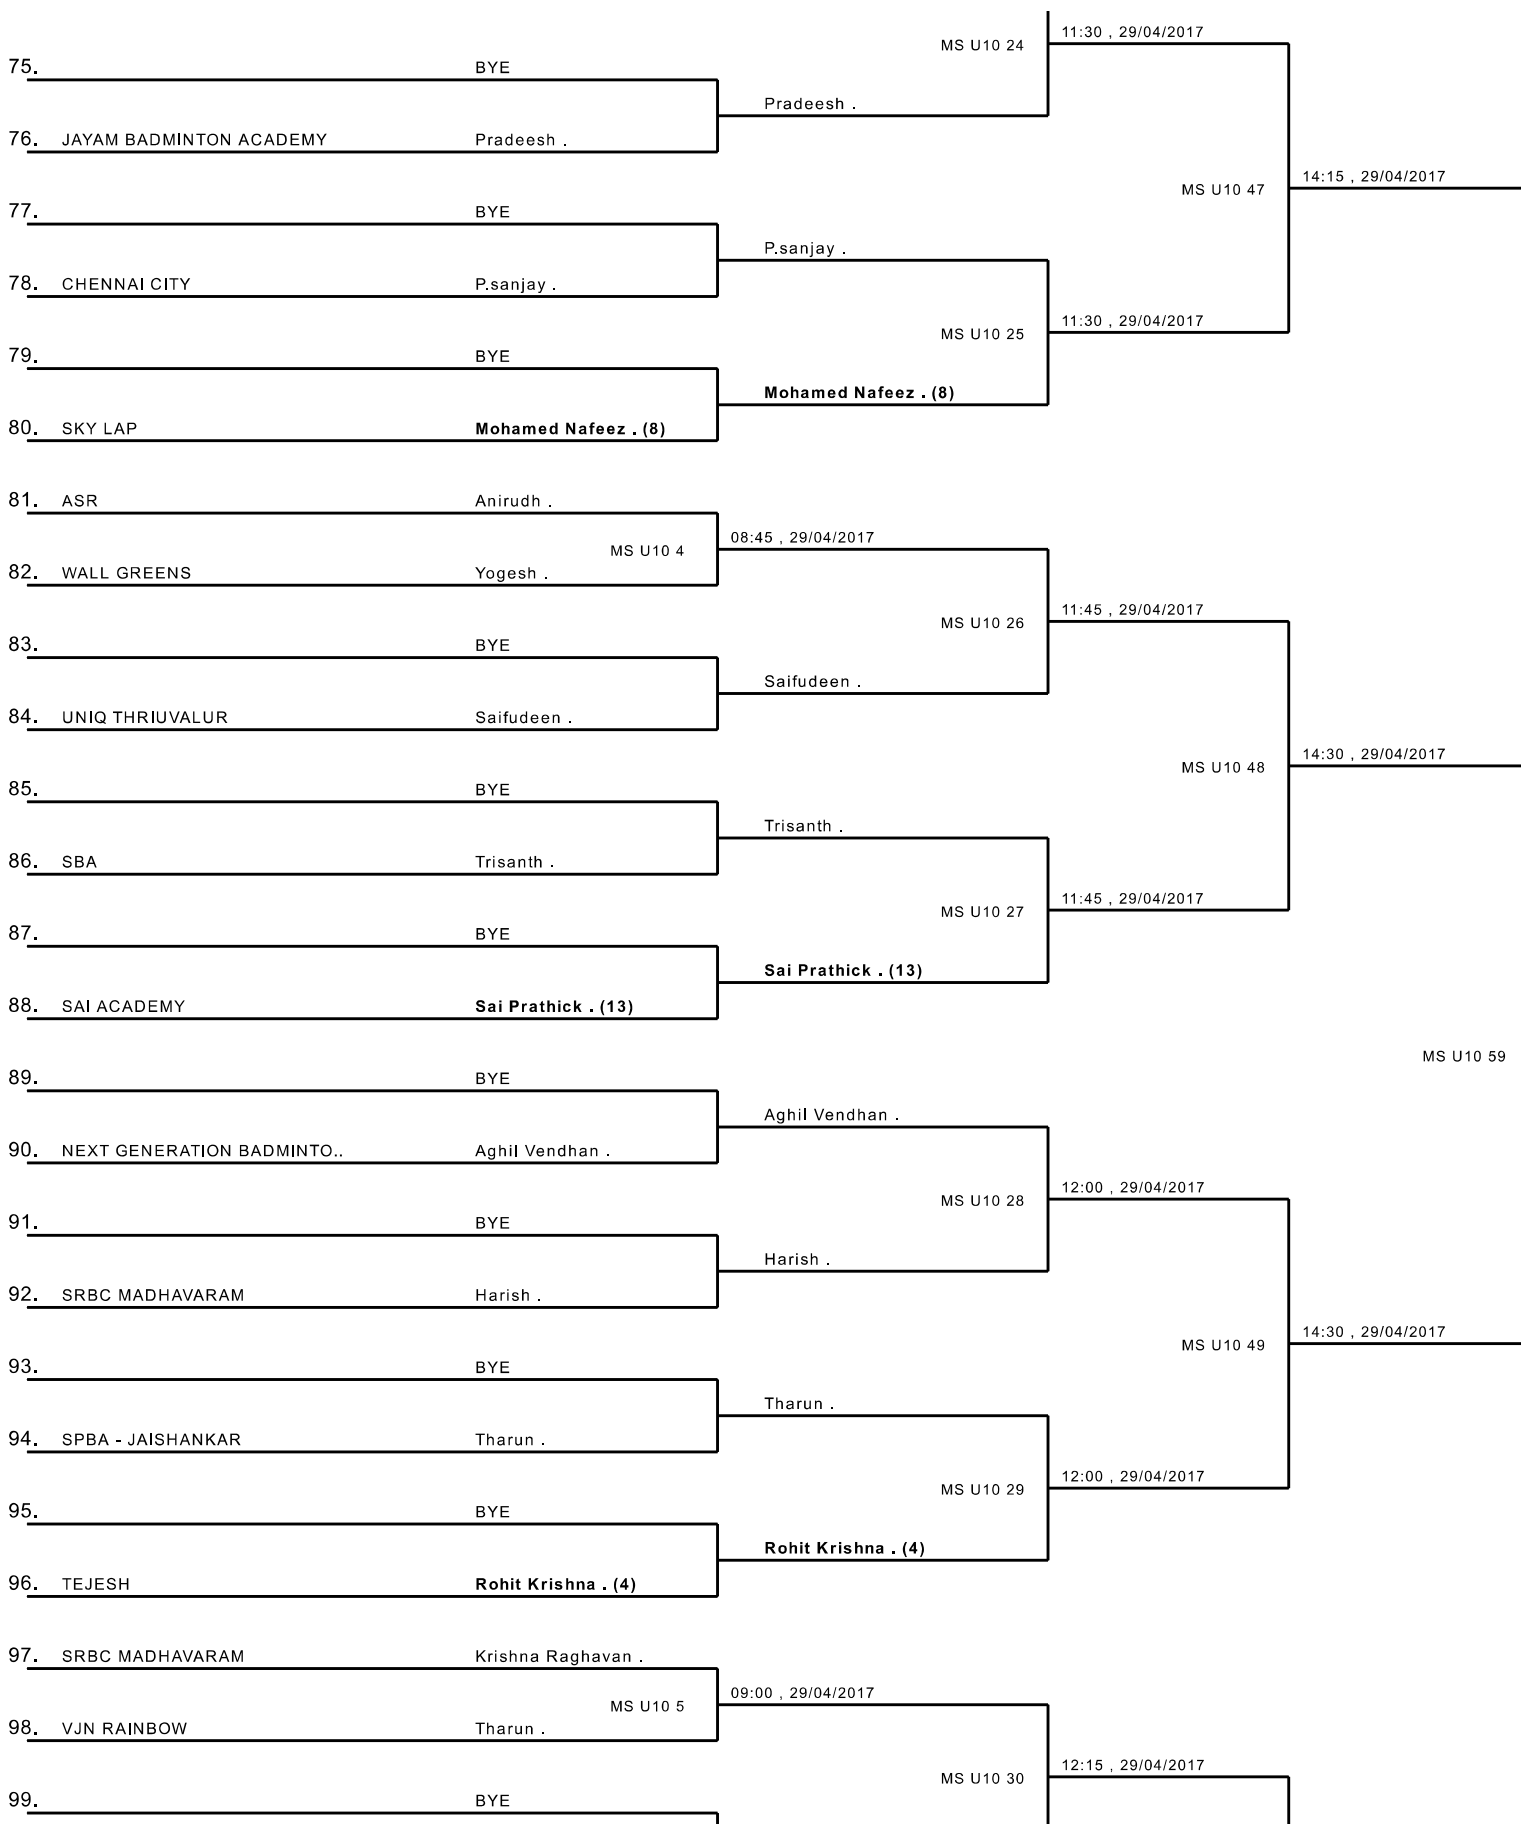 MS U10 24
11:30 , 29/04/2017
75.
BYE
Pradeesh .
76. JAYAM BADMINTON ACADEMY Pradeesh .
MS U10 47
14:15 , 29/04/2017
77.
BYE
P.sanjay .
78. CHENNAI CITY P.sanjay .
MS U10 25
11:30 , 29/04/2017
79.
BYE
Mohamed Nafeez . (8)
80. SKY LAP Mohamed Nafeez . (8)
81. ASR Anirudh .
MS U10 4
08:45 , 29/04/2017
82. WALL GREENS Yogesh .
MS U10 26
11:45 , 29/04/2017
83.
BYE
Saifudeen .
84. UNIQ THRIUVALUR Saifudeen .
MS U10 48
14:30 , 29/04/2017
85.
BYE
Trisanth .
86. SBA Trisanth .
MS U10 27
11:45 , 29/04/2017
87.
BYE
Sai Prathick . (13)
88. SAI ACADEMY Sai Prathick . (13)
MS U10 59
89.
BYE
Aghil Vendhan .
90. NEXT GENERATION BADMINTO.. Aghil Vendhan .
MS U10 28
12:00 , 29/04/2017
91.
BYE
Harish .
92. SRBC MADHAVARAM Harish .
MS U10 49
14:30 , 29/04/2017
93.
BYE
Tharun .
94. SPBA - JAISHANKAR Tharun .
MS U10 29
12:00 , 29/04/2017
95.
BYE
Rohit Krishna . (4)
96. TEJESH Rohit Krishna . (4)
97. SRBC MADHAVARAM Krishna Raghavan .
MS U10 5
09:00 , 29/04/2017
98. VJN RAINBOW Tharun .
MS U10 30
12:15 , 29/04/2017
99.
BYE